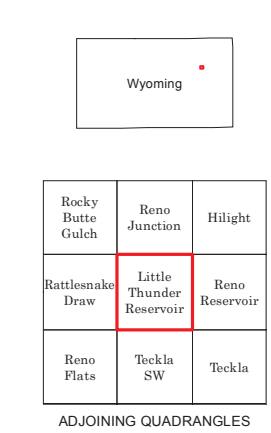 Wyoming
Rocky
Butte
Gulch
Reno
Junction
Hilight
Rattlesnake
Draw
Little
Thunder
Reservoir
Reno
Reservoir
Reno
Flats
Teckla
SW
Teckla
ADJOINING QUADRANGLES